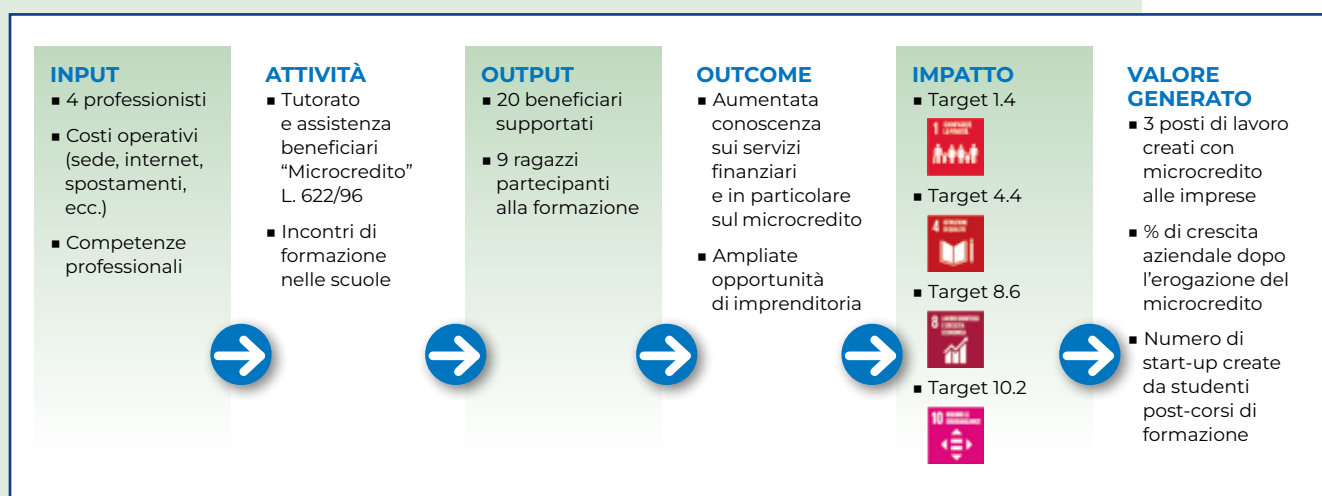 INPUT
▪ 4 professionisti
▪ Costi operativi
(sede, internet,
spostamenti,
ecc.)
▪ Competenze
professionali
ATTIVITÀ
▪ Tutorato
e assistenza
beneficiari
“Microcredito”
L. 622/96
▪ Incontri di
formazione
nelle scuole
OUTPUT
▪ 20 beneficiari
supportati
▪ 9 ragazzi
partecipanti
alla formazione
OUTCOME
▪ Aumentata
conoscenza
sui servizi
finanziari
e in particolare
sul microcredito
▪ Ampliate
opportunità
di imprenditoria
IMPATTO
▪ Target 1.4
1
▪ Target 4.4
4
▪ Target 8.6
8
▪ Target 10.2
10
VALORE
GENERATO
▪ 3 posti di lavoro
creati con
microcredito
alle imprese
▪ % di crescita
aziendale dopo
l’erogazione del
microcredito
▪ Numero di
start-up create
da studenti
post-corsi di
formazione